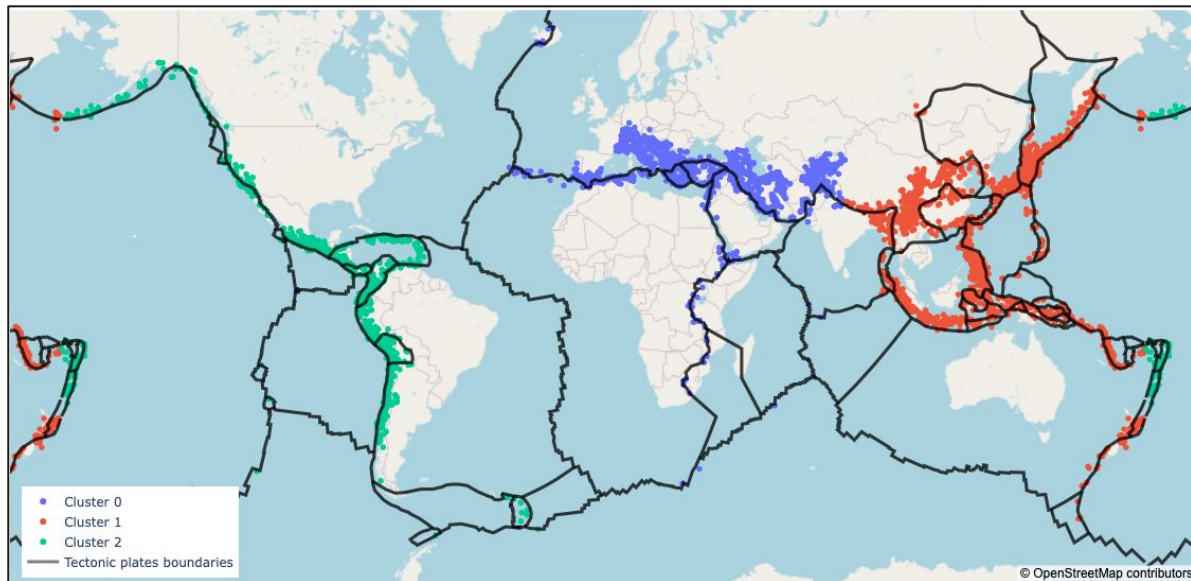 Cluster 0
Cluster 1
Cluster 2
Tectonic plates boundaries
© OpenStreetMap contributors